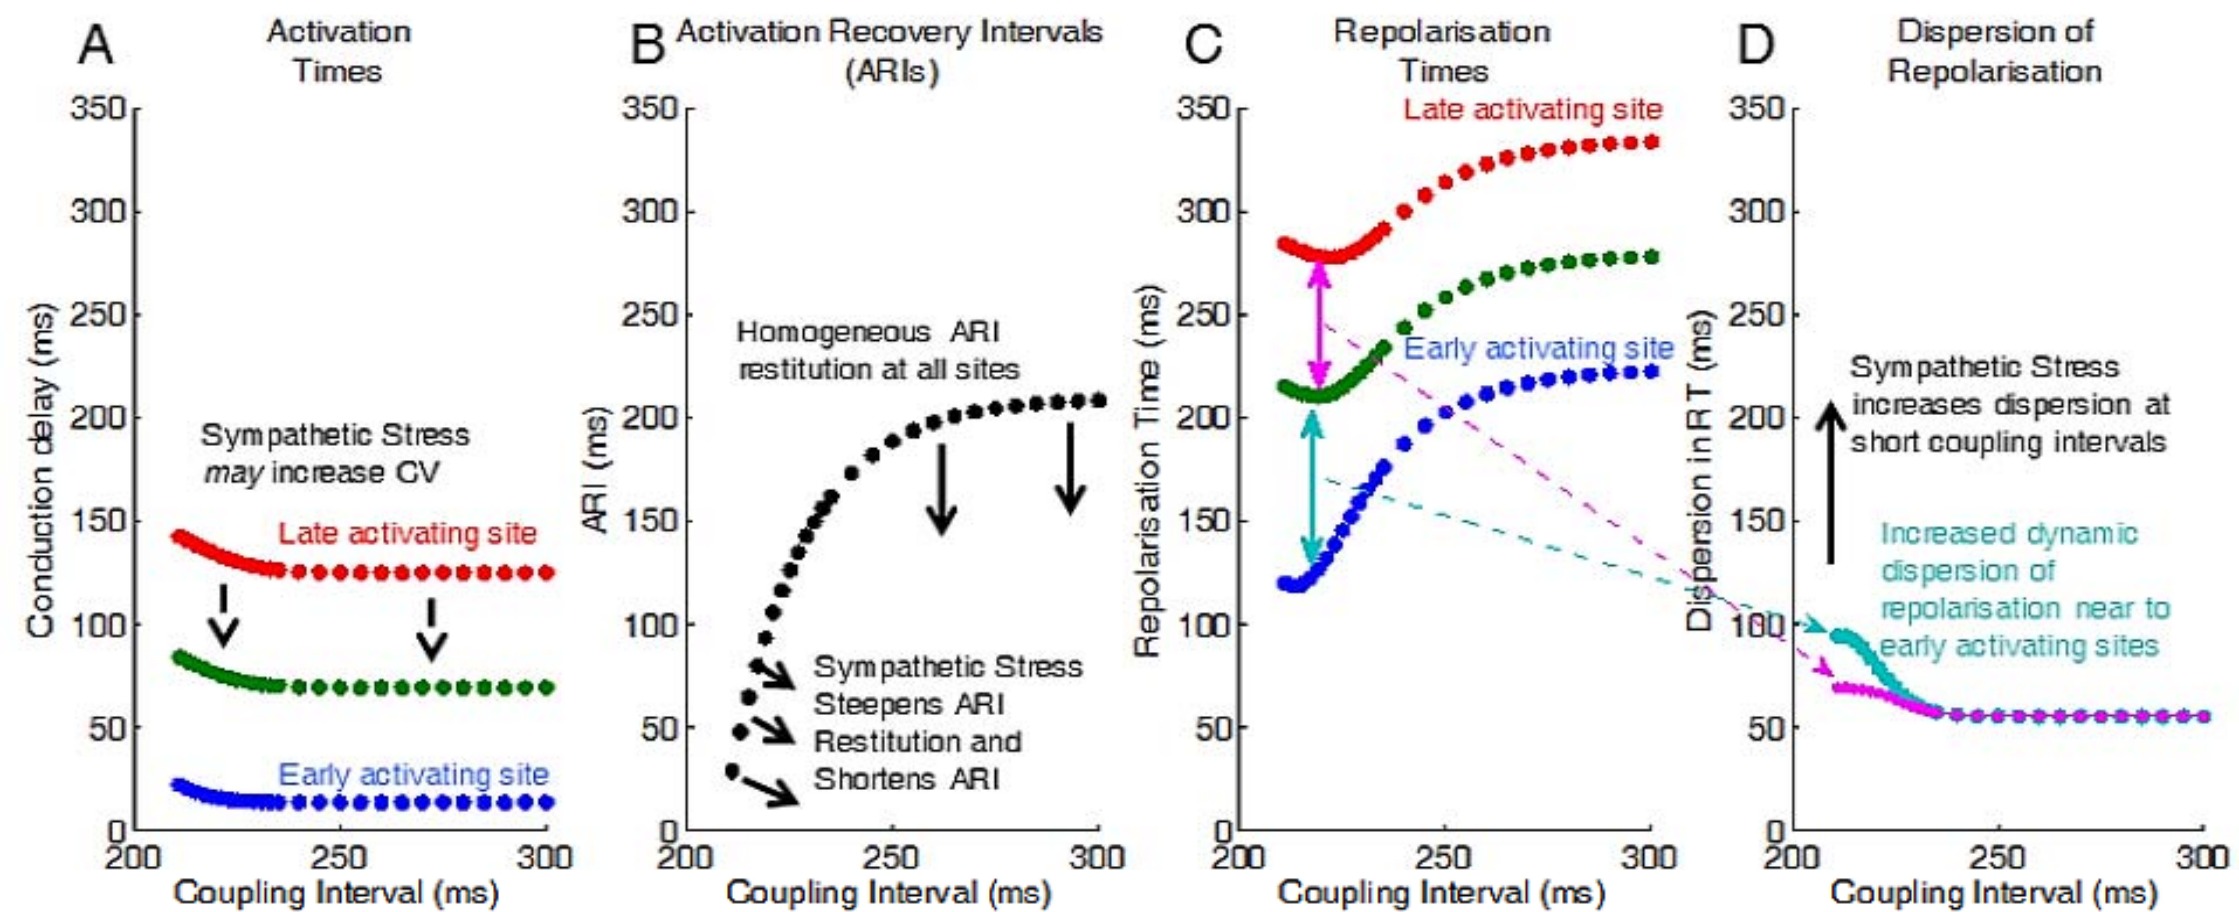 A
Activation
Times
350
300
250
200
150
100
50
0
200
250
300
Conduction delay (ms)
Coupling Interval (ms)
Sympathetic Stress
may increase CV
Late activating site
Early activating site
B
Activation Recovery Intervals
(ARIs)
350
300
250
200
150
100
50
0
200
250
300
ARI (ms)
Coupling Interval (ms)
Homogeneous ARI
restitution at all sites
Sympathetic Stress
Steepens ARI
Restitution and
Shortens ARI
C
Repolarisation
Times
350
300
250
200
150
100
50
0
200
250
300
Repolarisation Time (ms)
Coupling Interval (ms)
Late activating site
Early activating site
D
Dispersion of
Repolarisation
350
300
250
200
150
100
50
0
200
250
300
Dispersion in RT (ms)
Coupling Interval (ms)
Sympathetic Stress
increases dispersion at
short coupling intervals
Increased dynamic
dispersion of
repolarisation near to
early activating sites